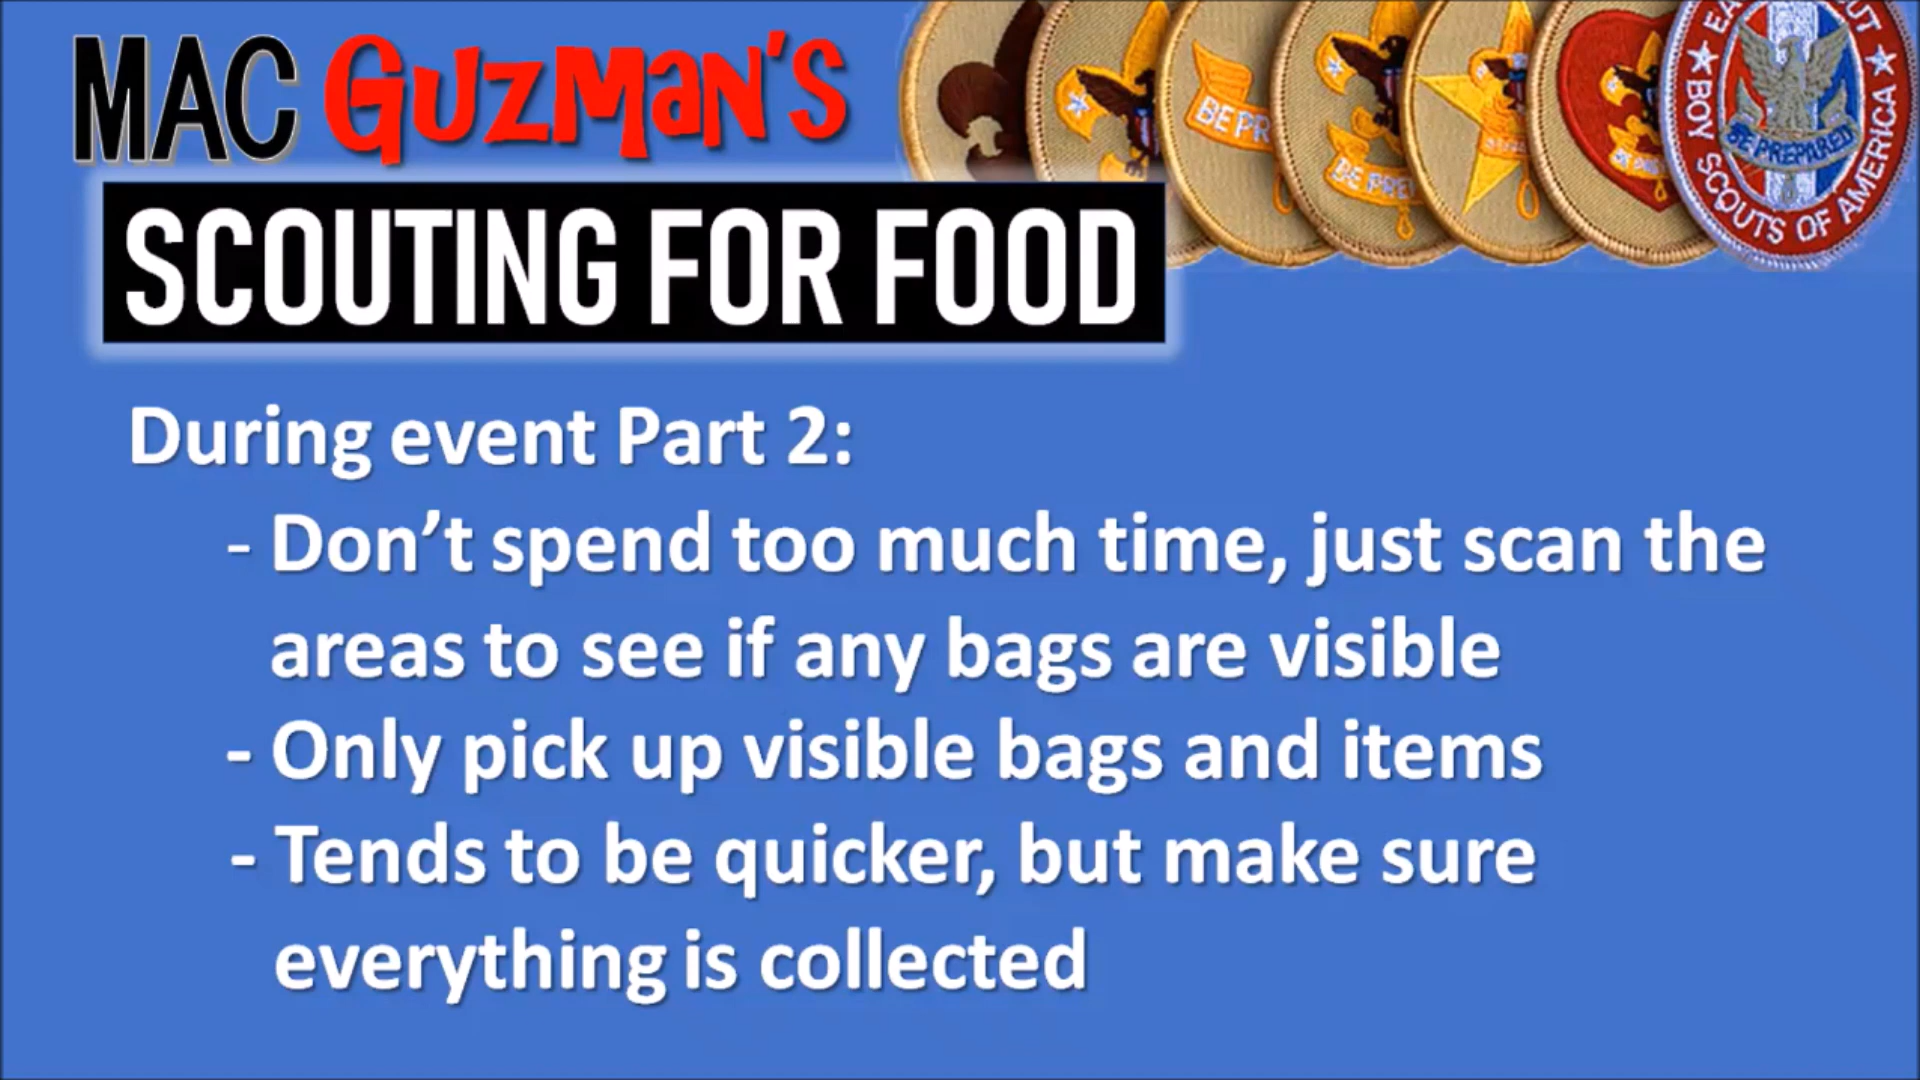 MAC GUZMAN'S
SCOUTING FOR FOOD
BE PREPARED
BOY SCOUTS OF AMERICA
During event Part 2:
- Don't spend too much time, just scan the
areas to see if any bags are visible
- Only pick up visible bags and items
- Tends to be quicker, but make sure
everything is collected